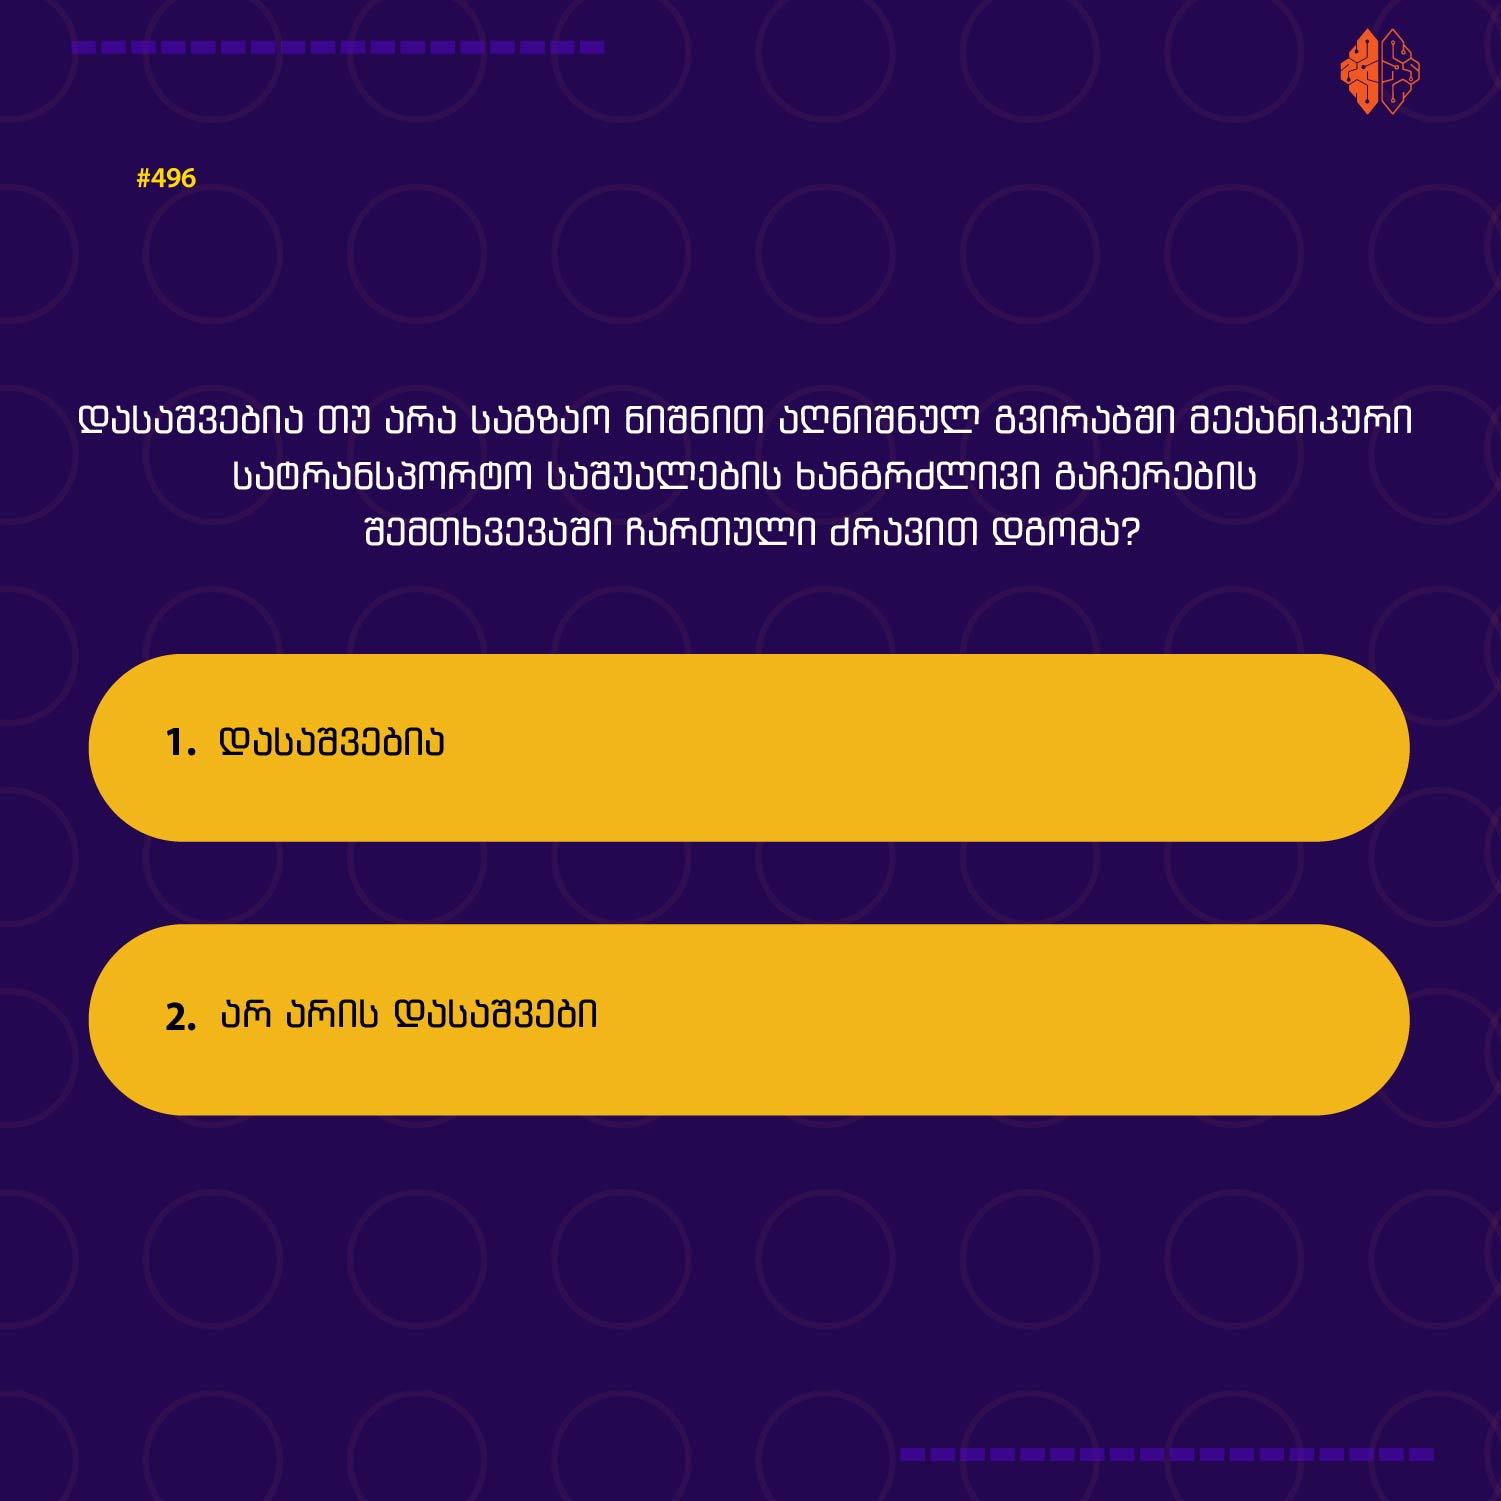 #496
დასაშვებია თუ არა საგზაო ნიშნით აღნიშნულ გვირაბში მექანიკური
სატრანსპორტო საშუალების ხანგრძლივი გაჩერების
შემთხვევაში ჩართული ძრავით დგომა?
1. დასაშვებია
2. არ არის დასაშვები